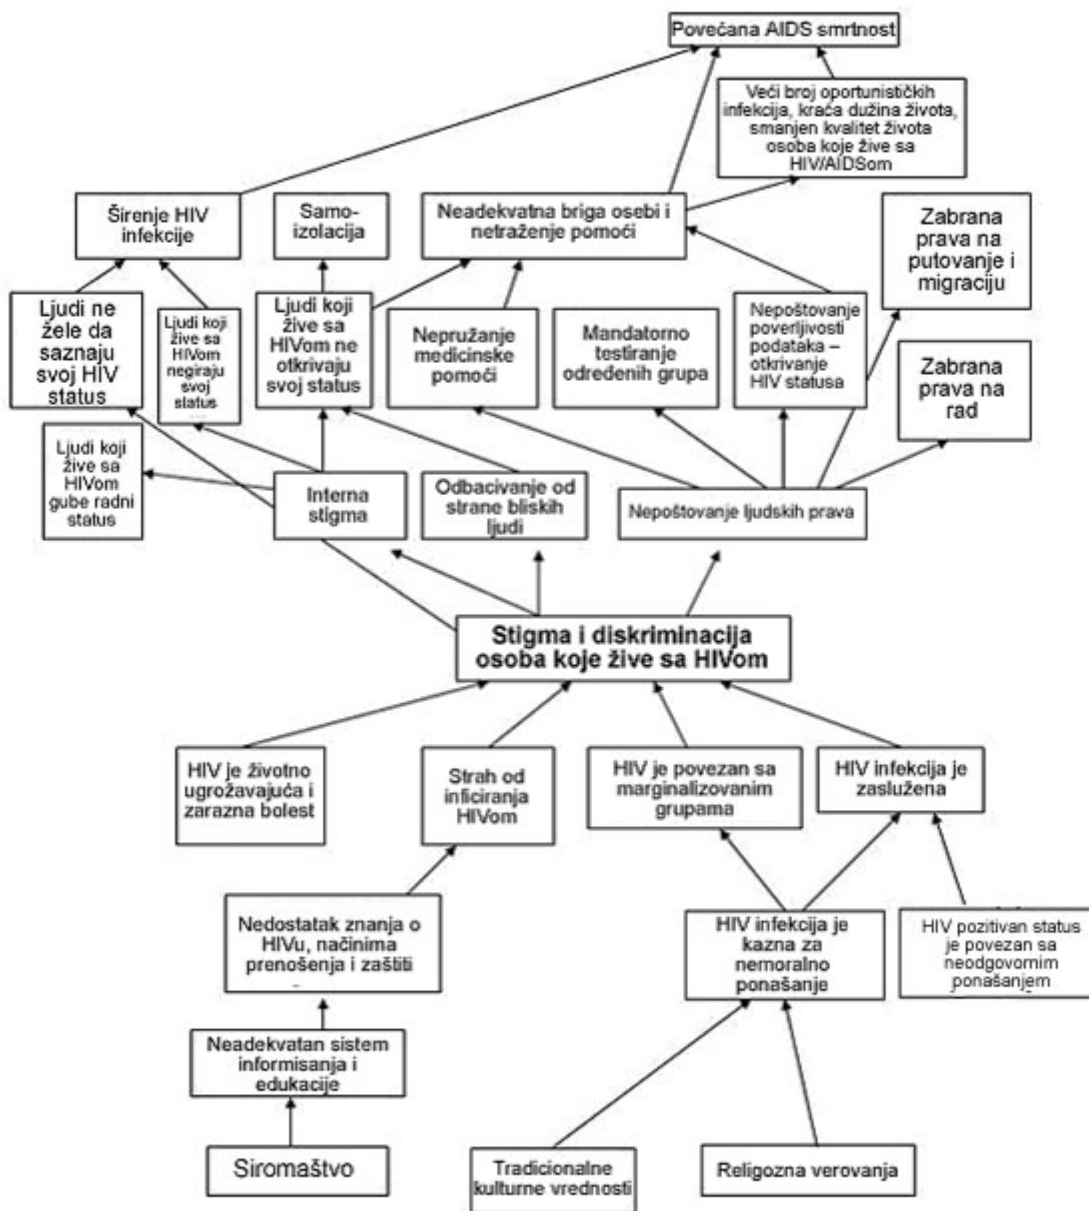 Povećana AIDS smrtnost
Veći broj oportunističkih
infekcija, kraća dužina života,
smanjen kvalitet života
osoba koje žive sa
HIV/AIDSom
Širenje HIV
infekcije
Samo-
izolacija
Neadekvatna briga osebi i
netraženje pomoći
Zabrana
prava na
putovanje i
migraciju
Ljudi ne
žele da
saznaju
svoj HIV
status
Ljudi koji
žive sa
HIVom
negiraju
svoj
status
Ljudi koji
žive sa
HIVom ne
otkrivaju
svoj status
Nepružanje
medicinske
pomoći
Mandatorno
testiranje
određenih grupa
Nepoštovanje
poverljivosti
podataka –
otkrivanje
HIV statusa
Zabrana
prava na
rad
Ljudi koji
žive sa
HIVom
gube radni
status
Interna
stigma
Odbacivanje od
strane bliskih
ljudi
Nepoštovanje ljudskih prava
Stigma i diskriminacija
osoba koje žive sa HIVom
HIV je životno
ugrožavajuća i
zarazna bolest
Strah od
inficiranja
HIVom
HIV je povezan sa
marginalizovanim
grupama
HIV infekcija je
zaslužena
Nedostatak znanja o
HIVu, načinima
prenošenja i zaštiti
HIV infekcija je
kazna za
nemoralno
ponašanje
HIV pozitivan status
je povezan sa
neodgovornim
ponašanjem
Neadekvatan sistem
informisanja i
edukacije
Siromaštvo
Tradicionalne
kulturne vrednosti
Religozna verovanja